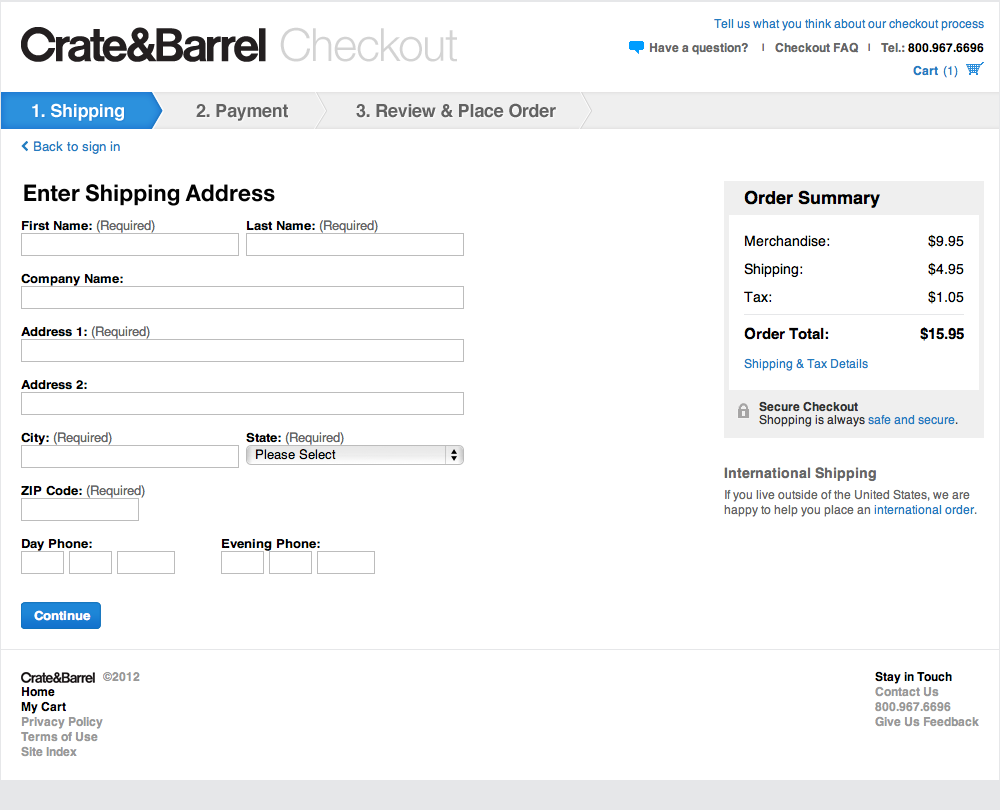 Crate&Barrel Checkout
Tell us what you think about our checkout process
Have a question? I Checkout FAQ I Tel.: 800.967.6696
Cart (1)
1. Shipping 2. Payment 3. Review & Place Order
Back to sign in
Enter Shipping Address
First Name: (Required) Last Name: (Required)
Company Name:
Address 1: (Required)
Address 2:
City: (Required) State: (Required)
Please Select
ZIP Code: (Required)
Day Phone: Evening Phone:
Continue
Order Summary
Merchandise: $9.95
Shipping: $4.95
Tax: $1.05
Order Total: $15.95
Shipping & Tax Details
Secure Checkout
Shopping is always safe and secure.
International Shipping
If you live outside of the United States, we are
happy to help you place an international order.
Crate&Barrel ©2012
Home
My Cart
Privacy Policy
Terms of Use
Site Index
Stay in Touch
Contact Us
800.967.6696
Give Us Feedback